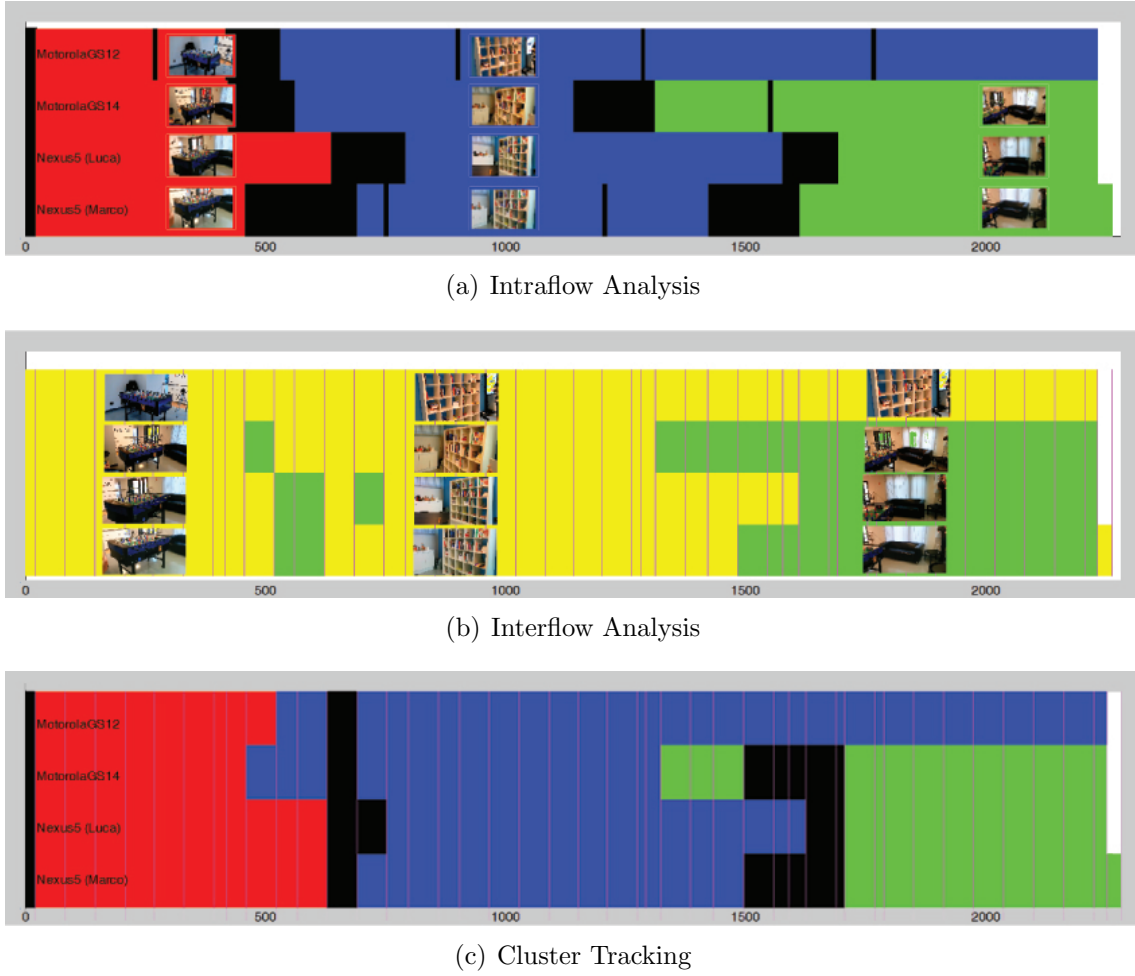 MotorolaGS12
MotorolaGS14
Nexus5 (Luca)
Nexus5 (Marco)
0 500 1000 1500 2000
(a) Intraflow Analysis
0 500 1000 1500 2000
(b) Interflow Analysis
MotorolaGS12
MotorolaGS14
Nexus5 (Luca)
Nexus5 (Marco)
0 500 1000 1500 2000
(c) Cluster Tracking